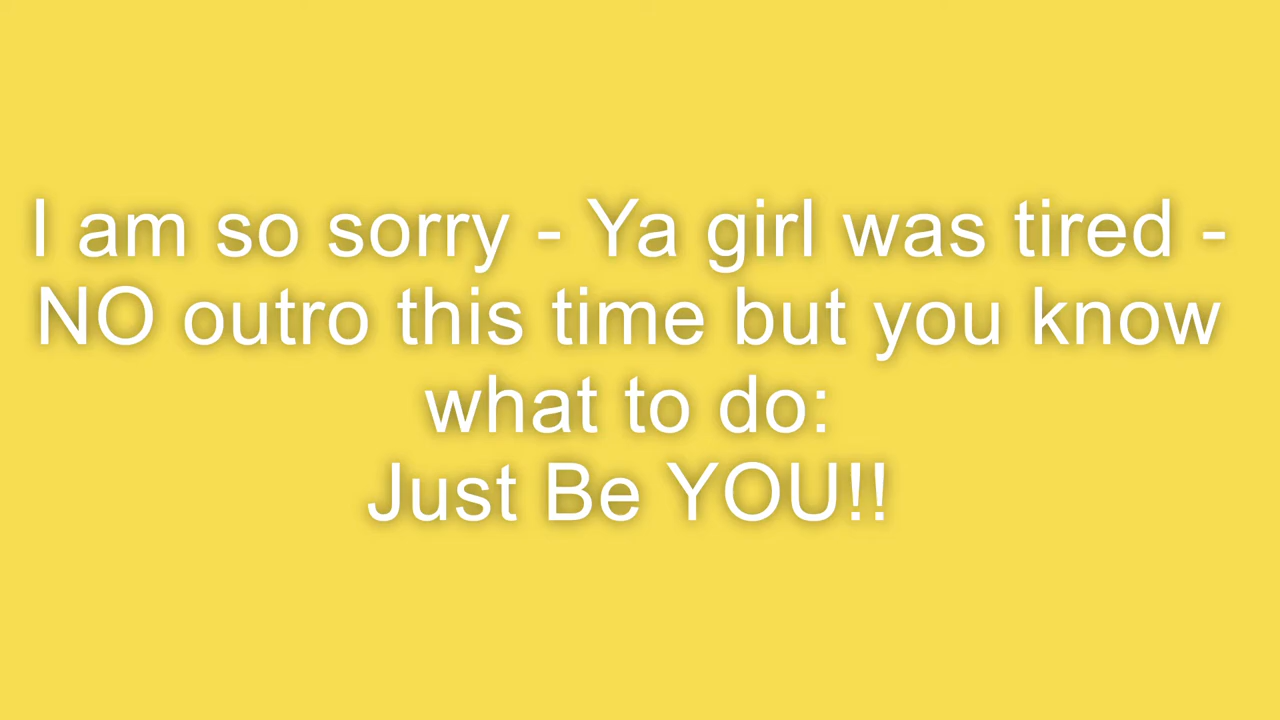 I am so sorry - Ya girl was tired -
NO outro this time but you know
what to do:
Just Be YOU!!